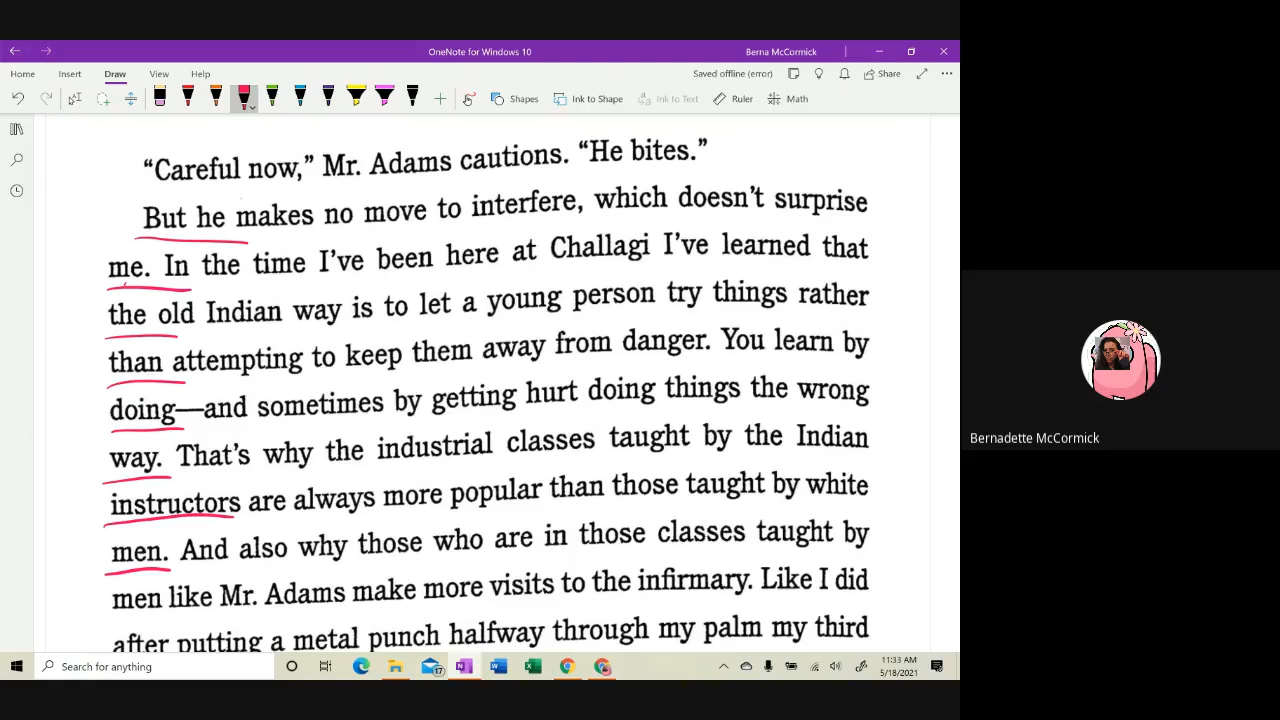 OneNote for Windows 10
Berna McCormick
Home Insert Draw View Help
Saved offline (error)
Share
Shapes
Ink to Shape
Ink to Text
Ruler
Math
“Careful now,” Mr. Adams cautions. “He bites.”
But he makes no move to interfere, which doesn’t surprise
me. In the time I’ve been here at Challagi I’ve learned that
the old Indian way is to let a young person try things rather
than attempting to keep them away from danger. You learn by
doing—and sometimes by getting hurt doing things the wrong
way. That’s why the industrial classes taught by the Indian
instructors are always more popular than those taught by white
men. And also why those who are in those classes taught by
men like Mr. Adams make more visits to the infirmary. Like I did
after putting a metal punch halfway through my palm my third
Bernadette McCormick
Search for anything
17
11:33 AM
5/18/2021